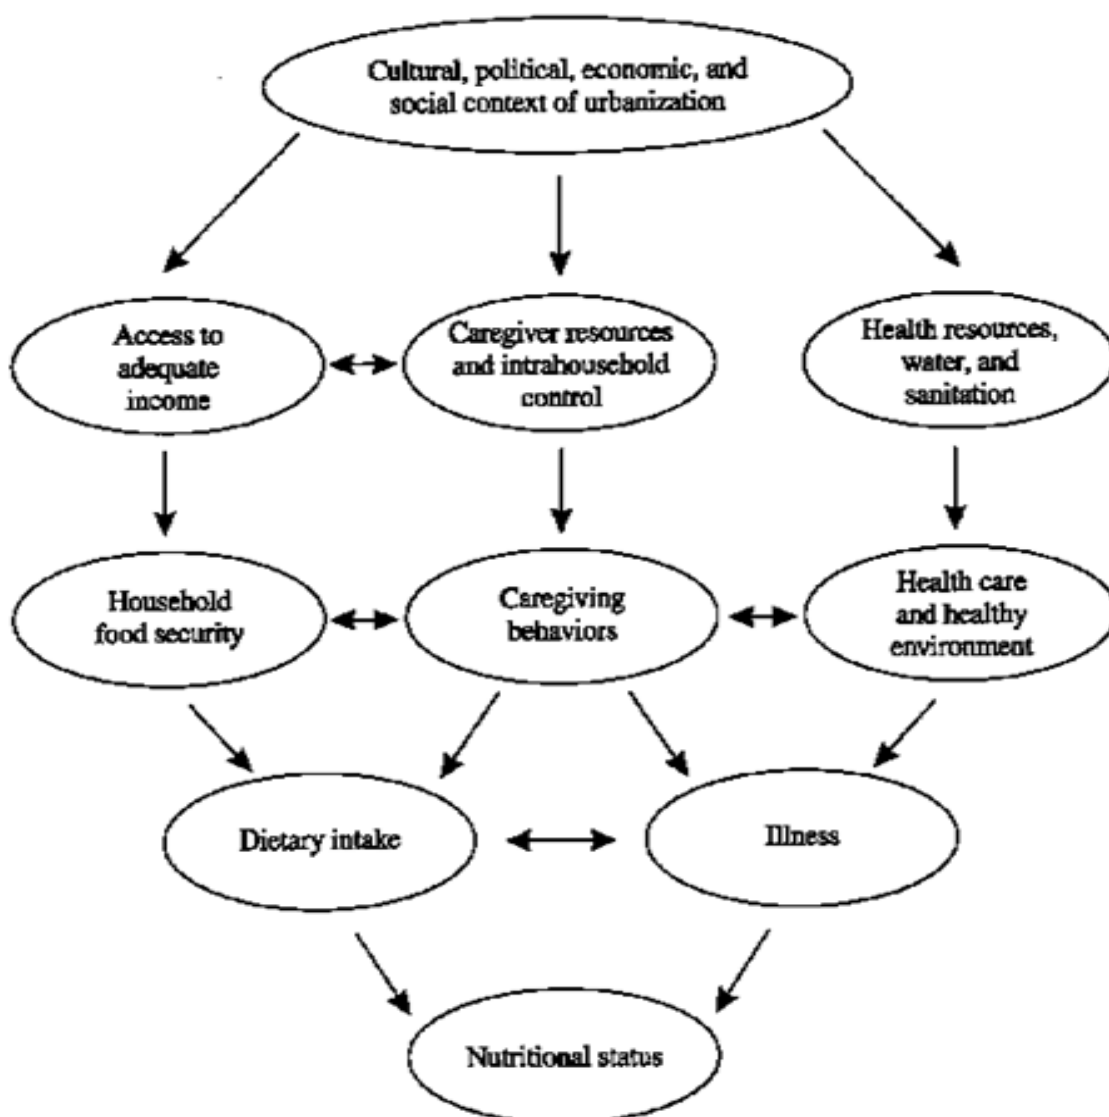 Cultural, political, economic, and
social context of urbanization
Access to
adequate
income
Caregiver resources
and intrahousehold
control
Health resources,
water, and
sanitation
Household
food security
Caregiving
behaviors
Health care
and healthy
environment
Dietary intake
Illness
Nutritional status